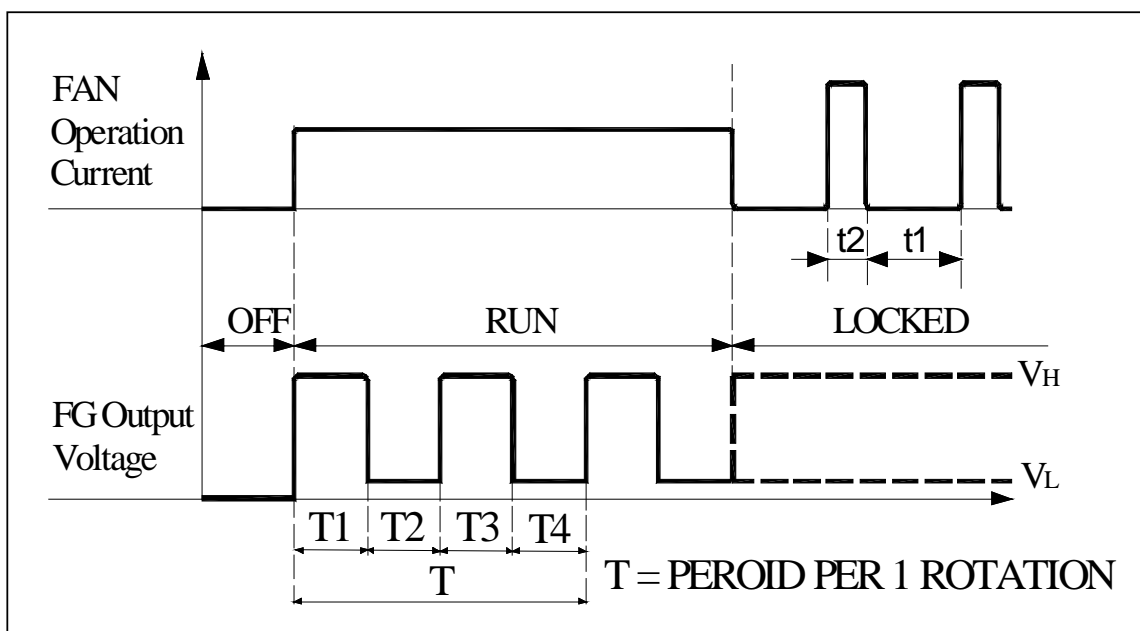 FAN
Operation
Current
t2 t1
OFF RUN LOCKED
VH
FG Output
Voltage
VL
T1 T2 T3 T4
T
T = PEROID PER 1 ROTATION